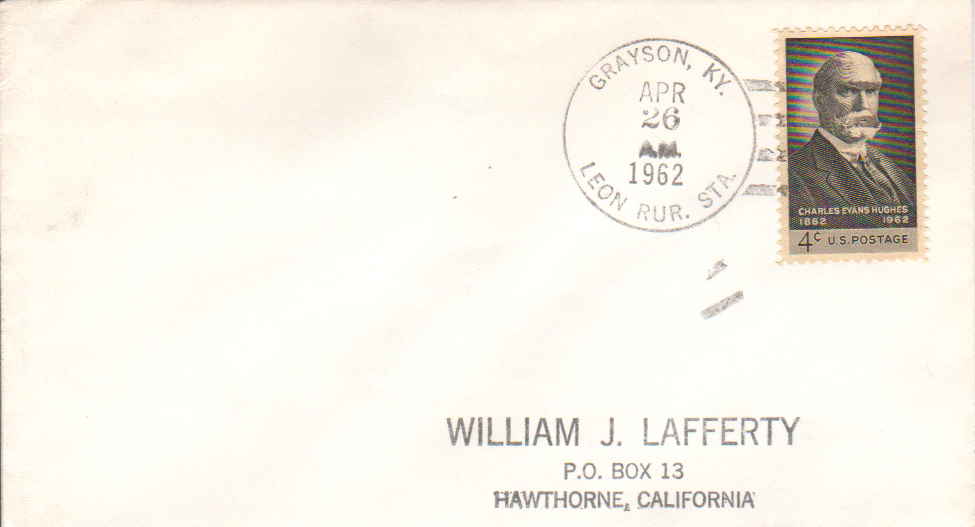 GRAYSON, KY.
APR
26
A.M.
1962
LEON RUR. STA.
CHARLES EVANS HUGHES
1862 1962
4c U.S. POSTAGE
WILLIAM J. LAFFERTY
P.O. BOX 13
HAWTHORNE, CALIFORNIA